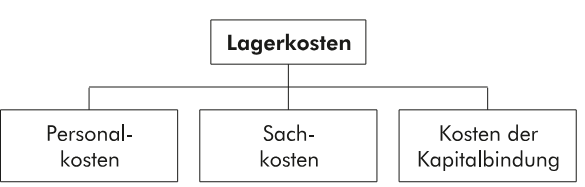 Lagerkosten
Personal-
kosten
Sach-
kosten
Kosten der
Kapitalbindung